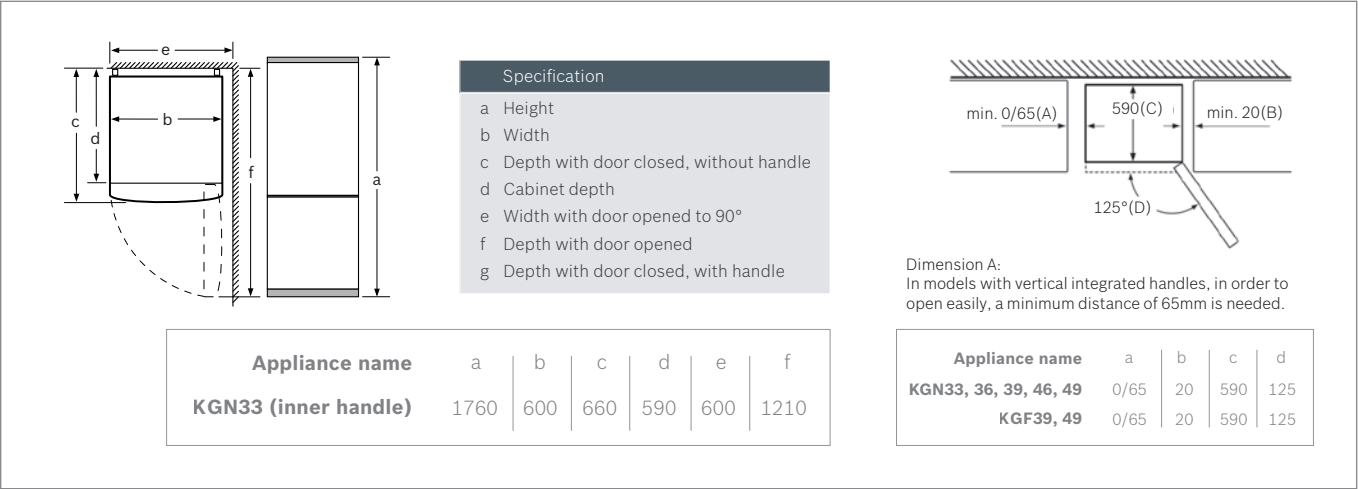 e
c
d
b
f
a
Specification
a Height
b Width
c Depth with door closed, without handle
d Cabinet depth
e Width with door opened to 90°
f Depth with door opened
g Depth with door closed, with handle
min. 0/65(A)
590(C)
min. 20(B)
125°(D)
Dimension A:
In models with vertical integrated handles, in order to
open easily, a minimum distance of 65mm is needed.
Appliance name a b c d e f
KGN33 (inner handle) 1760 600 660 590 600 1210
Appliance name a b c d
KGN33, 36, 39, 46, 49 0/65 20 590 125
KGF39, 49 0/65 20 590 125